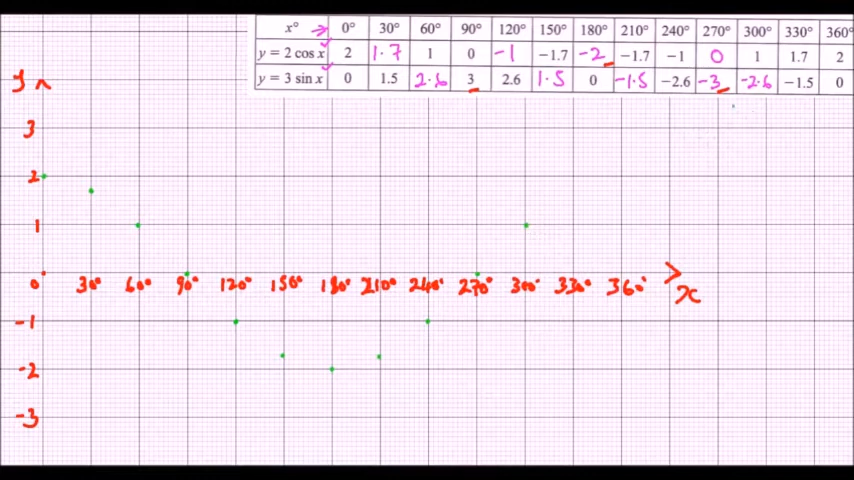 x° → 0° 30° 60° 90° 120° 150° 180° 210° 240° 270° 300° 330° 360°
y = 2 cos x 2 1.7 1 0 -1 −1.7 -2 −1.7 −1 0 1 1.7 2
y = 3 sin x 0 1.5 2.6 3 2.6 1.5 0 -1.5 −2.6 -3 -2.6 −1.5 0
y
3
2
1
0 30° 60° 90° 120° 150° 180° 210° 240° 270° 300° 330° 360°
x
-1
-2
-3